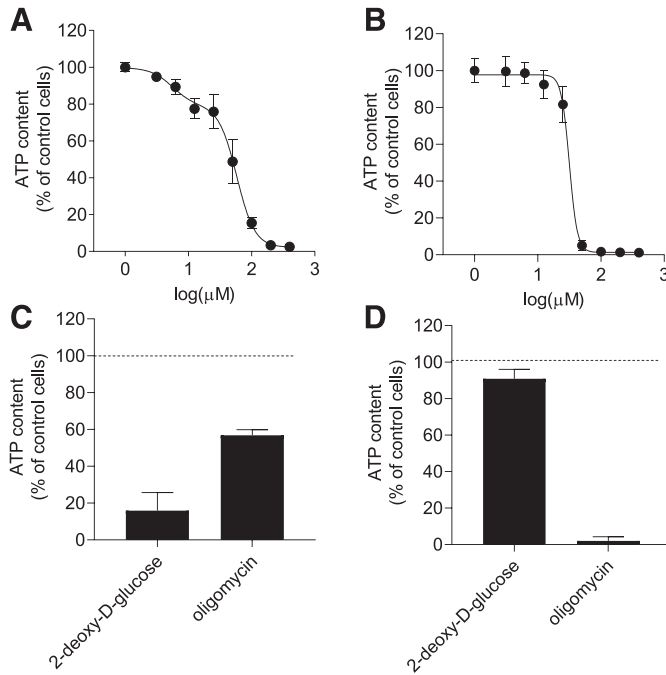 A
ATP content
(% of control cells)
120
100
80
60
40
20
0
0
1
2
3
log(μM)
B
ATP content
(% of control cells)
120
100
80
60
40
20
0
0
1
2
3
log(μM)
C
ATP content
(% of control cells)
120
100
80
60
40
20
0
2-deoxy-D-glucose
oligomycin
D
ATP content
(% of control cells)
120
100
80
60
40
20
0
2-deoxy-D-glucose
oligomycin